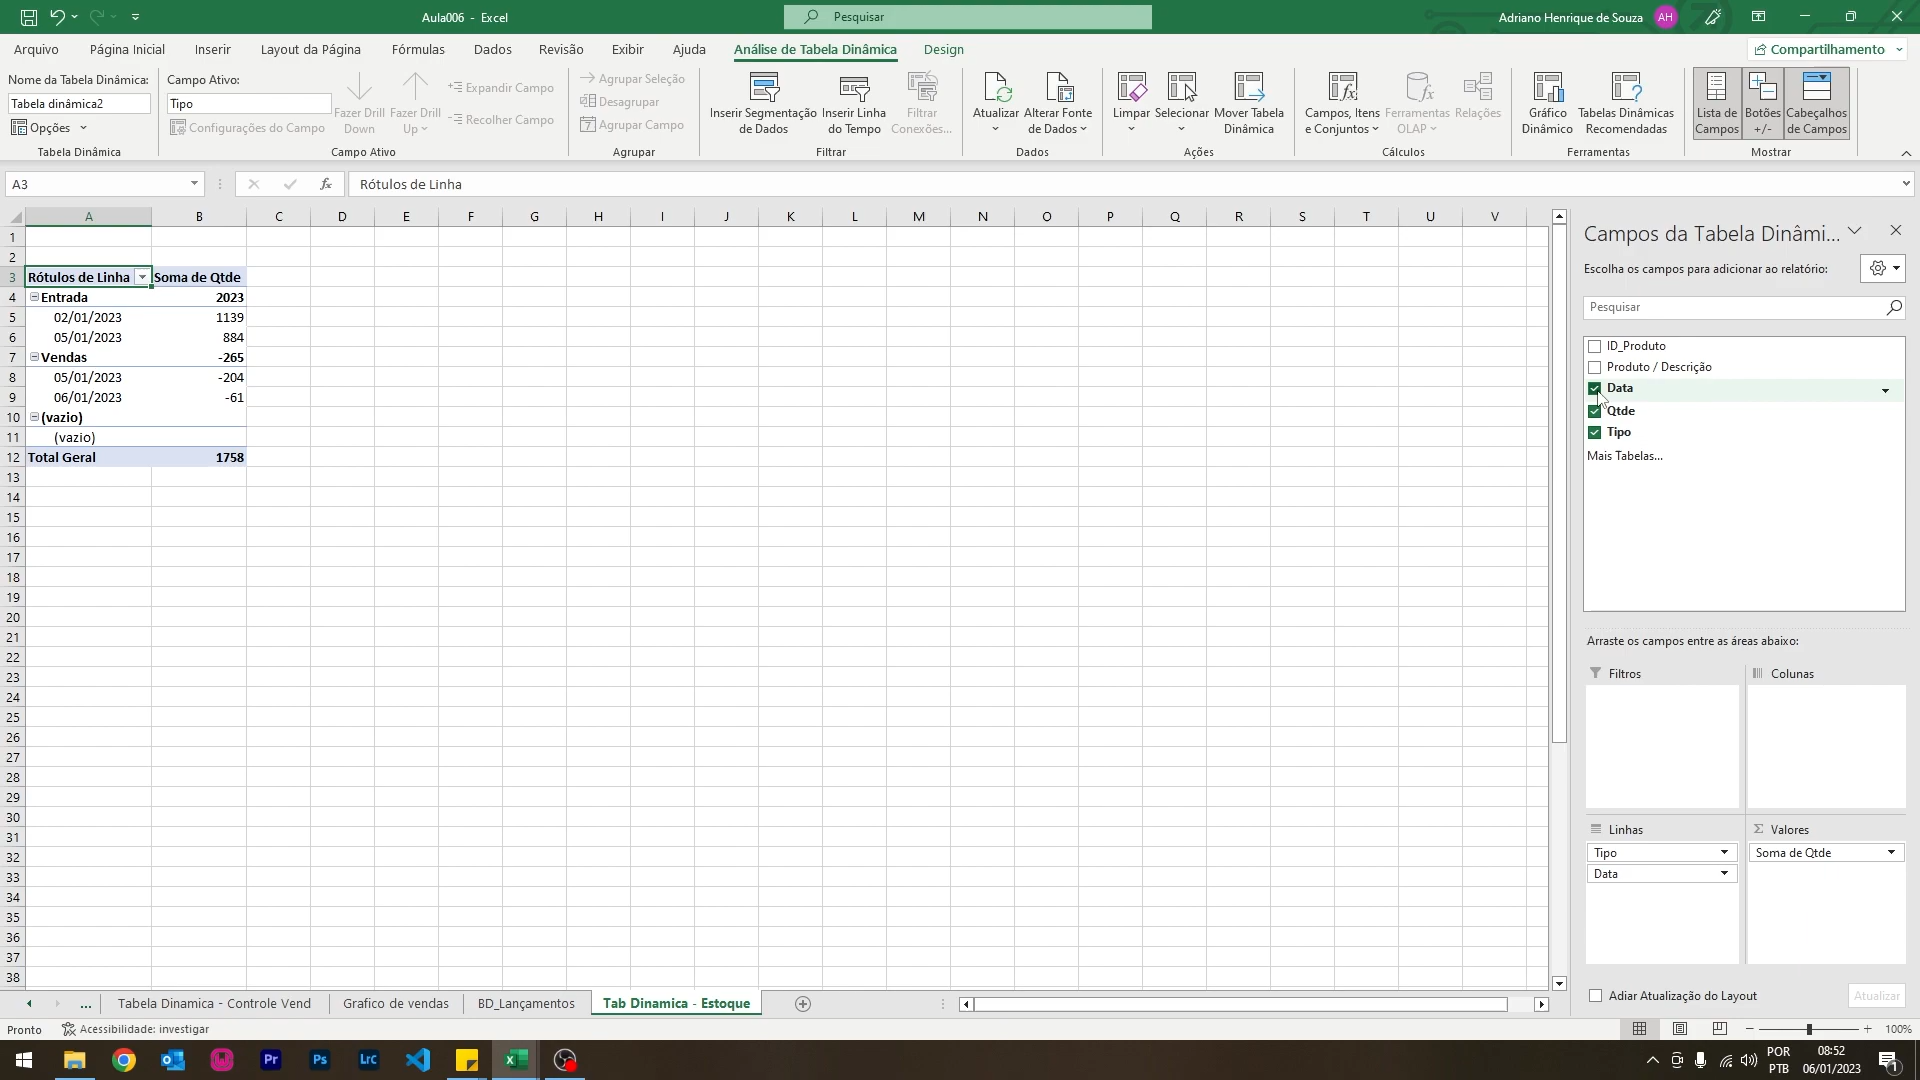 Aula006 - Excel
Pesquisar
Adriano Henrique de Souza
AH
Arquivo
Página Inicial
Inserir
Layout da Página
Fórmulas
Dados
Revisão
Exibir
Ajuda
Análise de Tabela Dinâmica
Design
Compartilhamento
Nome da Tabela Dinâmica:
Tabela dinâmica2
Opções
Tabela Dinâmica
Campo Ativo:
Tipo
Configurações do Campo
Fazer Drill Down
Fazer Drill Up
Expandir Campo
Recolher Campo
Campo Ativo
Agrupar Seleção
Desagrupar
Agrupar Campo
Agrupar
Inserir Segmentação de Dados
Inserir Linha do Tempo
Filtrar Conexões...
Filtrar
Atualizar
Alterar Fonte de Dados
Dados
Limpar
Selecionar
Mover Tabela Dinâmica
Ações
Campos, Itens e Conjuntos
Ferramentas OLAP
Relações
Cálculos
Gráfico Dinâmico
Tabelas Dinâmicas Recomendadas
Ferramentas
Lista de Campos
Botões +/-
Cabeçalhos de Campos
Mostrar
A3
fx
Rótulos de Linha
A B C D E F G H I J K L M N O P Q R S T U V
1
2
3 Rótulos de Linha Soma de Qtde
4 Entrada 2023
5 02/01/2023 1139
6 05/01/2023 884
7 Vendas -265
8 05/01/2023 -204
9 06/01/2023 -61
10 (vazio)
11 (vazio)
12 Total Geral 1758
13
14
15
16
17
18
19
20
21
22
23
24
25
26
27
28
29
30
31
32
33
34
35
36
37
38
Campos da Tabela Dinâmi...
Escolha os campos para adicionar ao relatório:
Pesquisar
ID_Produto
Produto / Descrição
Data
Qtde
Tipo
Mais Tabelas...
Arraste os campos entre as áreas abaixo:
Filtros
Colunas
Linhas
Valores
Tipo
Soma de Qtde
Data
Adiar Atualização do Layout
Atualizar
...
Tabela Dinamica - Controle Vend
Grafico de vendas
BD_Lançamentos
Tab Dinamica - Estoque
Pronto
Acessibilidade: investigar
100%
Pr
Ps
Lrc
POR
PTB
08:52
06/01/2023
1